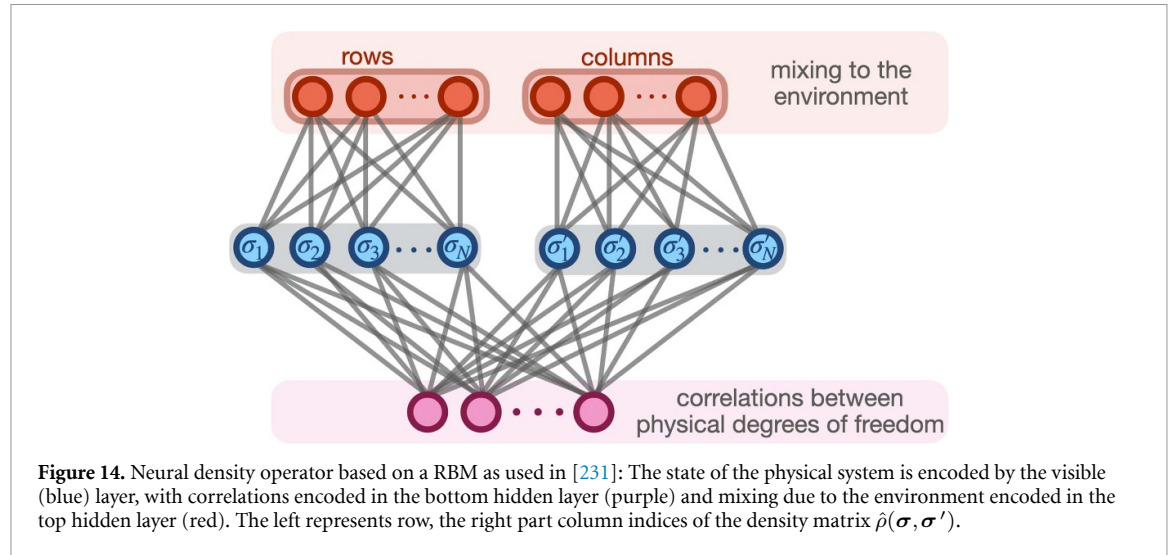 rows
columns
mixing to the
environment
· · ·
· · ·
σ₁ σ₂ σ₃ · · · σ_N
σ′₁ σ′₂ σ′₃ · · · σ′_N
· · ·
correlations between
physical degrees of freedom
Figure 14. Neural density operator based on a RBM as used in [231]: The state of the physical system is encoded by the visible
(blue) layer, with correlations encoded in the bottom hidden layer (purple) and mixing due to the environment encoded in the
top hidden layer (red). The left represents row, the right part column indices of the density matrix ρ̂(σ,σ′).